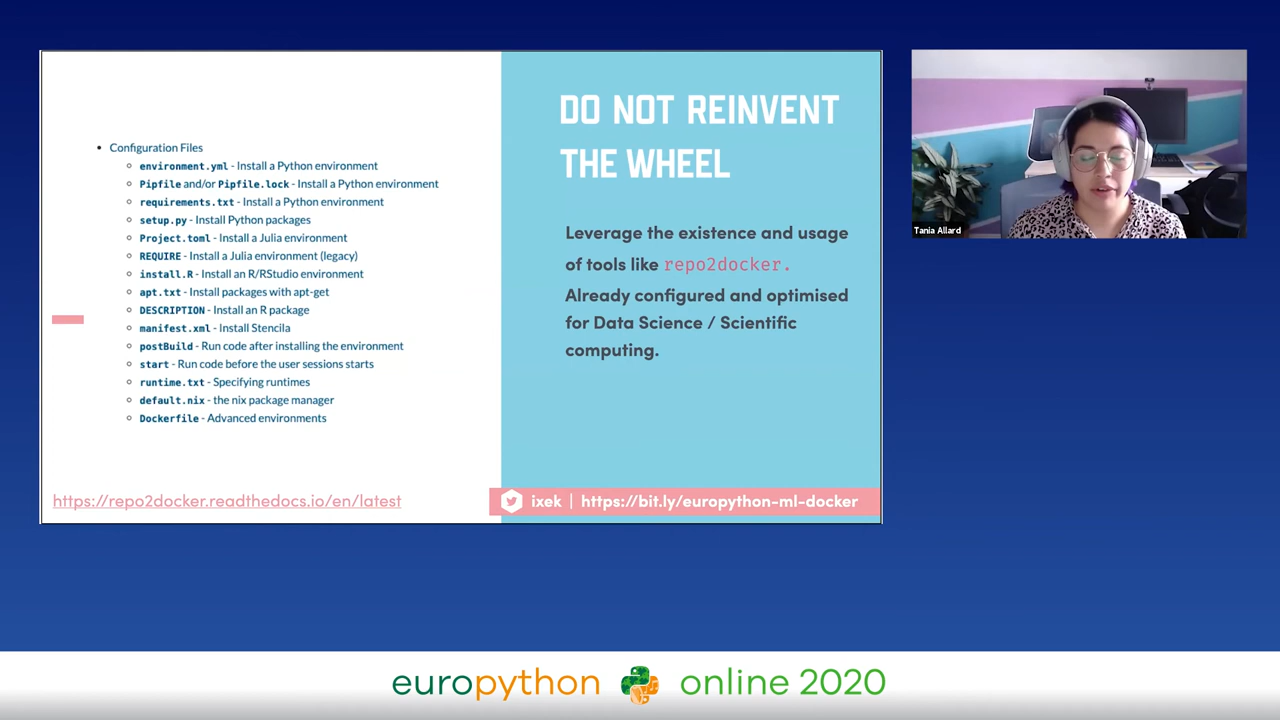 • Configuration Files
○ environment.yml - Install a Python environment
○ Pipfile and/or Pipfile.lock - Install a Python environment
○ requirements.txt - Install a Python environment
○ setup.py - Install Python packages
○ Project.toml - Install a Julia environment
○ REQUIRE - Install a Julia environment (legacy)
○ install.R - Install an R/RStudio environment
○ apt.txt - Install packages with apt-get
○ DESCRIPTION - Install an R package
○ manifest.xml - Install Stencila
○ postBuild - Run code after installing the environment
○ start - Run code before the user sessions starts
○ runtime.txt - Specifying runtimes
○ default.nix - the nix package manager
○ Dockerfile - Advanced environments
https://repo2docker.readthedocs.io/en/latest
DO NOT REINVENT
THE WHEEL
Leverage the existence and usage
of tools like repo2docker.
Already configured and optimised
for Data Science / Scientific
computing.
ixek | https://bit.ly/europython-ml-docker
Tania Allard
europython online 2020